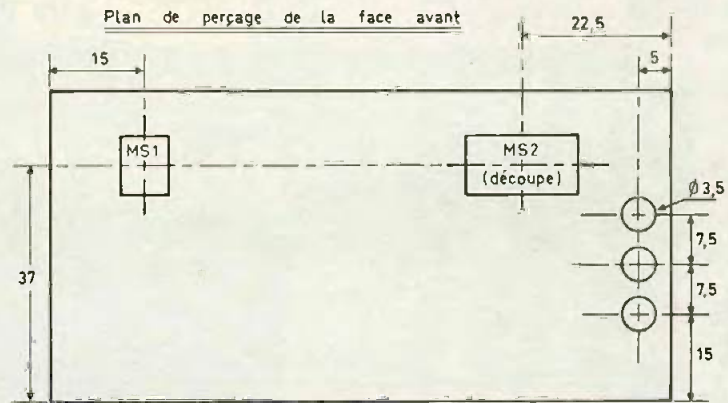 Plan de perçage de la face avant
22,5
15
5
MS1
MS2
(découpe)
Ø 3,5
7,5
37
7,5
15